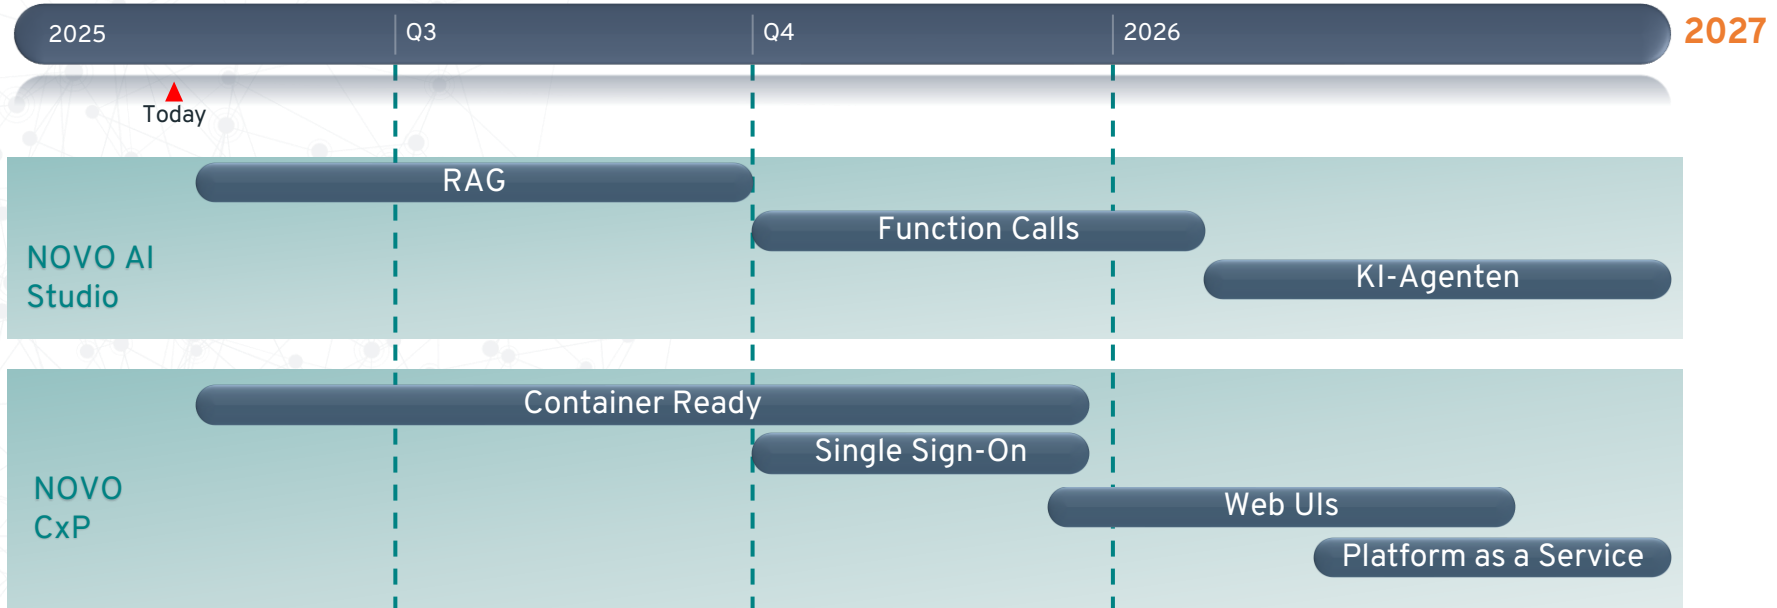 2025
Q3
Q4
2026
2027
Today
RAG
Function Calls
NOVO AI
Studio
KI-Agenten
Container Ready
Single Sign-On
NOVO
CxP
Web UIs
Platform as a Service